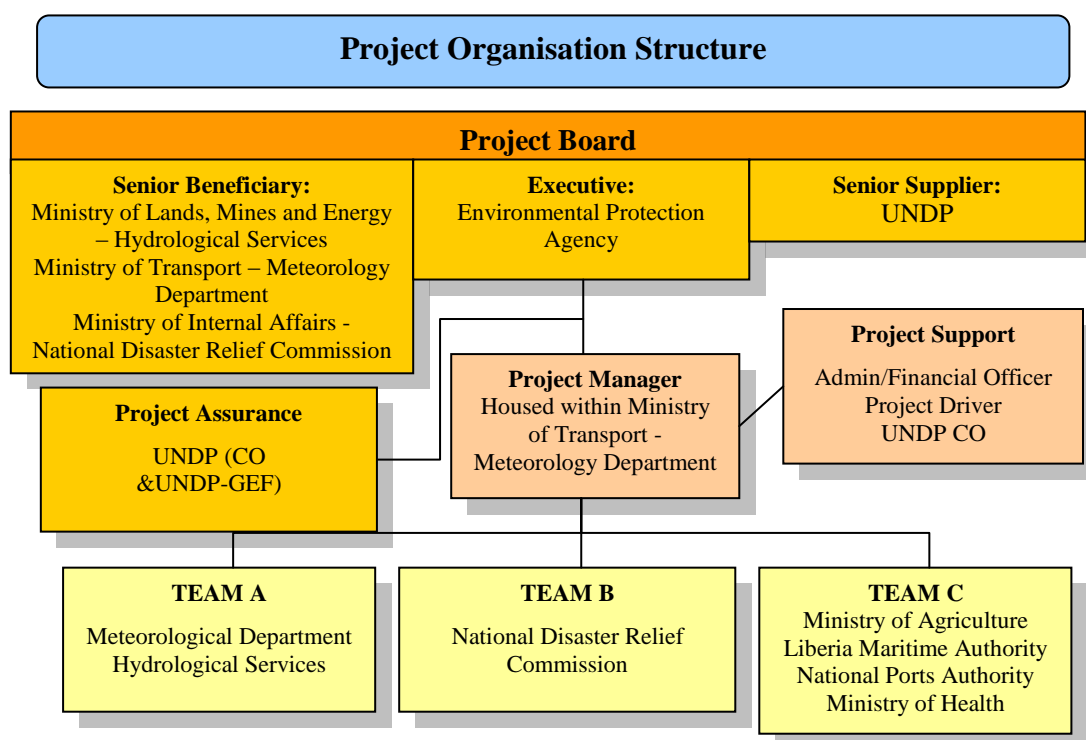 Project Organisation Structure
Project Board
Senior Beneficiary:
Ministry of Lands, Mines and Energy
– Hydrological Services
Ministry of Transport – Meteorology
Department
Ministry of Internal Affairs -
National Disaster Relief Commission
Executive:
Environmental Protection
Agency
Senior Supplier:
UNDP
Project Assurance
UNDP (CO
&UNDP-GEF)
Project Manager
Housed within Ministry
of Transport -
Meteorology Department
Project Support
Admin/Financial Officer
Project Driver
UNDP CO
TEAM A
Meteorological Department
Hydrological Services
TEAM B
National Disaster Relief
Commission
TEAM C
Ministry of Agriculture
Liberia Maritime Authority
National Ports Authority
Ministry of Health